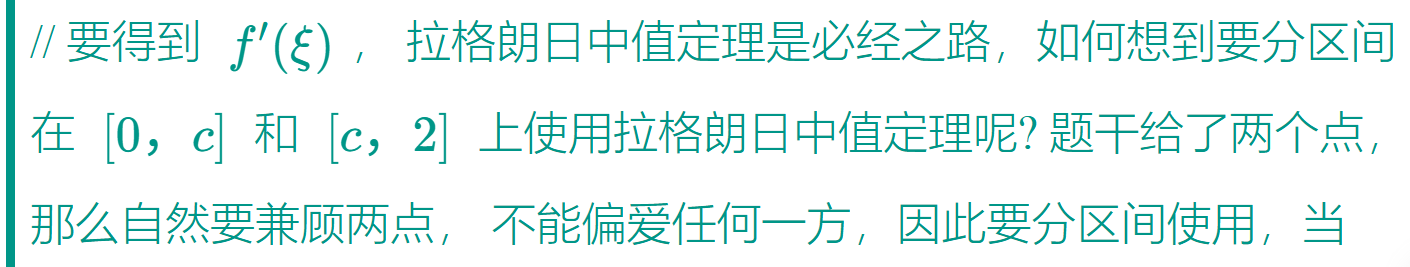 // 要得到 f′(ξ) ， 拉格朗日中值定理是必经之路，如何想到要分区间
在 [0，c] 和 [c，2] 上使用拉格朗日中值定理呢? 题干给了两个点，
那么自然要兼顾两点， 不能偏爱任何一方，因此要分区间使用，当